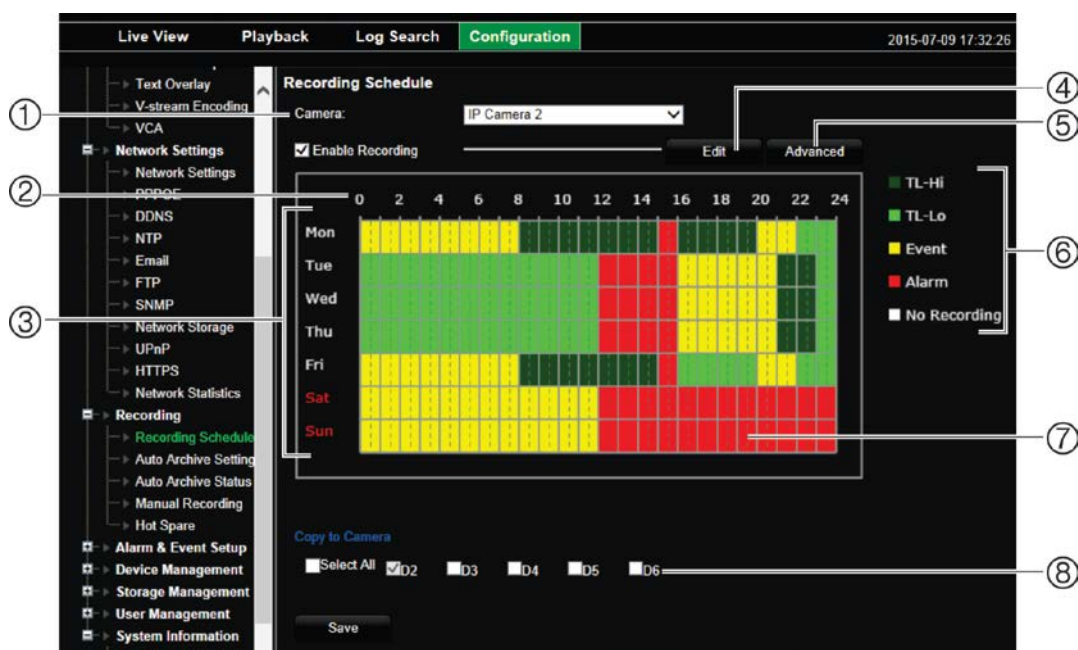 Live View Playback Log Search Configuration 2015-07-09 17:32:26
Text Overlay
V-stream Encoding
VCA
Network Settings
Network Settings
PPPOE
DDNS
NTP
Email
FTP
SNMP
Network Storage
UPnP
HTTPS
Network Statistics
Recording
Recording Schedule
Auto Archive Setting
Auto Archive Status
Manual Recording
Hot Spare
Alarm & Event Setup
Device Management
Storage Management
User Management
System Information
Recording Schedule
① Camera: IP Camera 2
Enable Recording Edit Advanced
④
⑤
② 0 2 4 6 8 10 12 14 16 18 20 22 24
③
Mon
Tue
Wed
Thu
Fri
Sat
Sun
TL-Hi
TL-Lo
Event
Alarm
No Recording
⑥
⑦
Copy to Camera
Select All D2 D3 D4 D5 D6 ⑧
Save